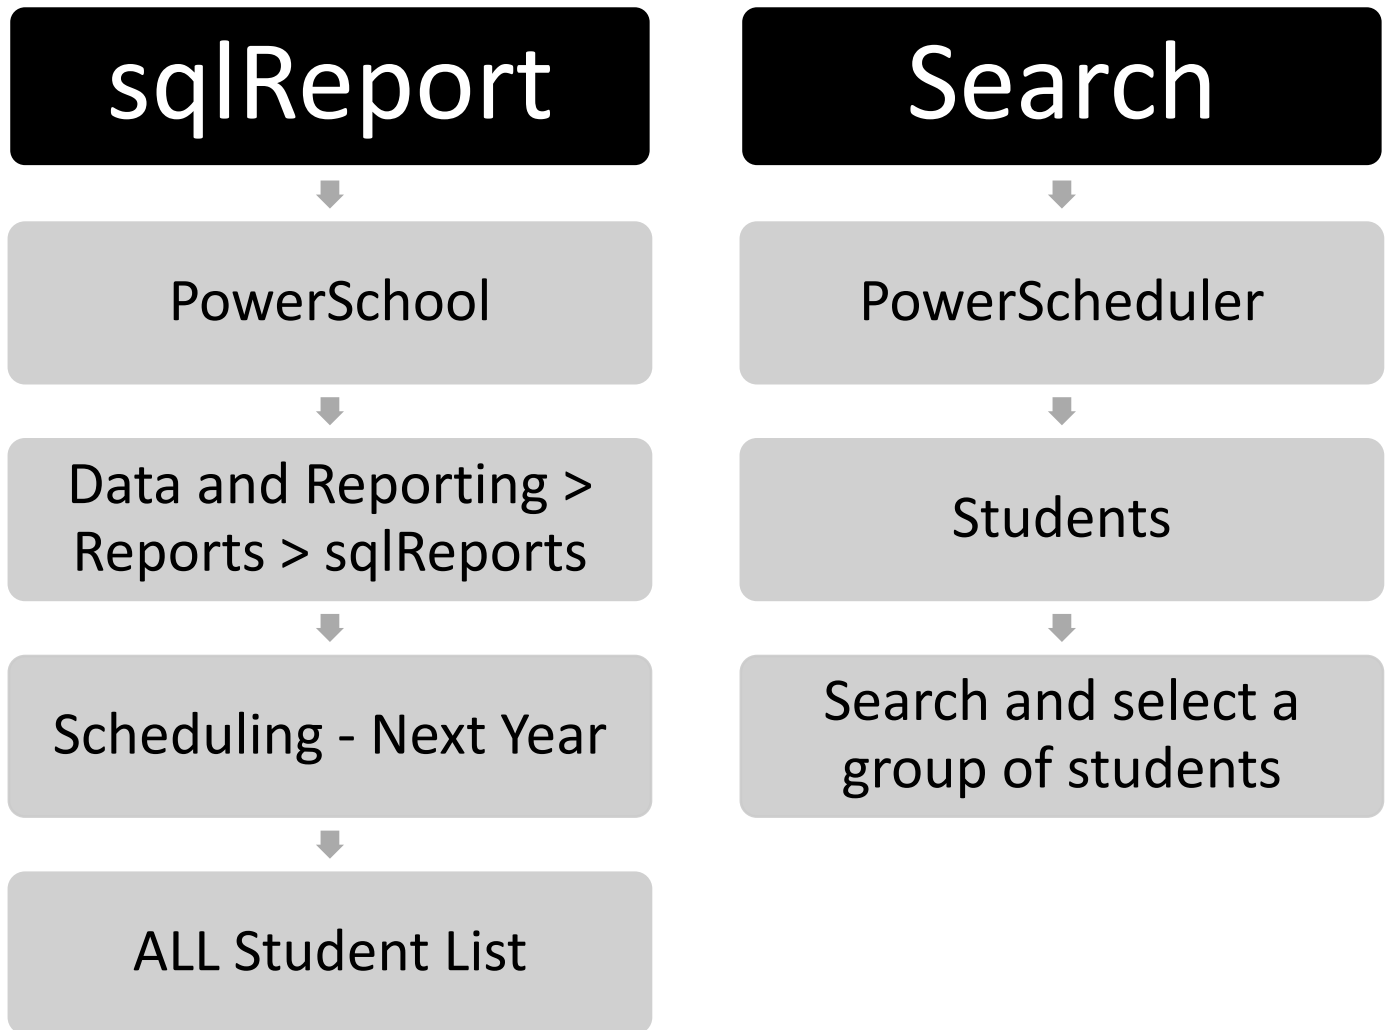 sqlReport
PowerSchool
Data and Reporting >
Reports > sqlReports
Scheduling - Next Year
ALL Student List
Search
PowerScheduler
Students
Search and select a
group of students